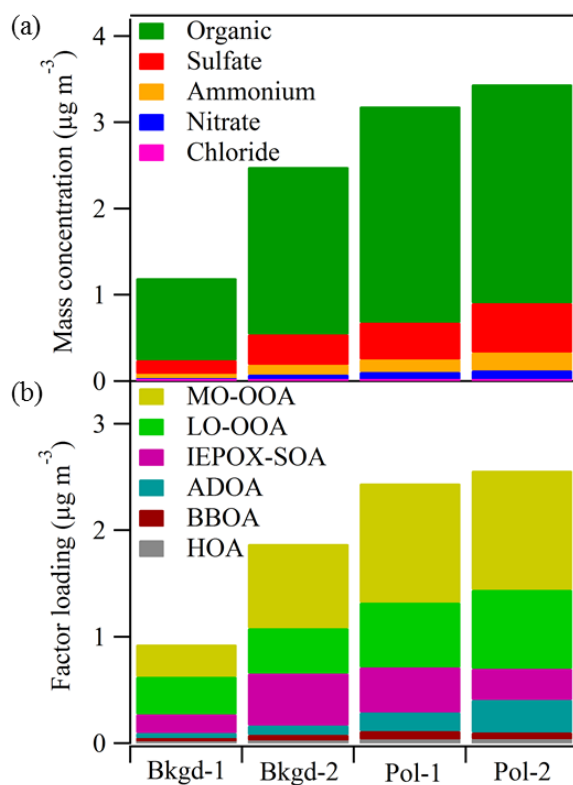 (a)
Mass concentration (µg m⁻³)
4
3
2
1
0
Organic
Sulfate
Ammonium
Nitrate
Chloride
(b)
Factor loading (µg m⁻³)
3
2
1
0
MO-OOA
LO-OOA
IEPOX-SOA
ADOA
BBOA
HOA
Bkgd-1 Bkgd-2 Pol-1 Pol-2